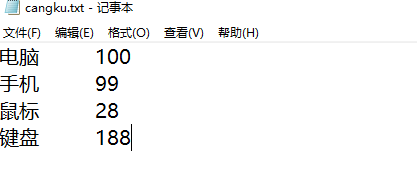 cangku.txt - 记事本
文件(F) 编辑(E) 格式(O) 查看(V) 帮助(H)
电脑 100
手机 99
鼠标 28
键盘 188